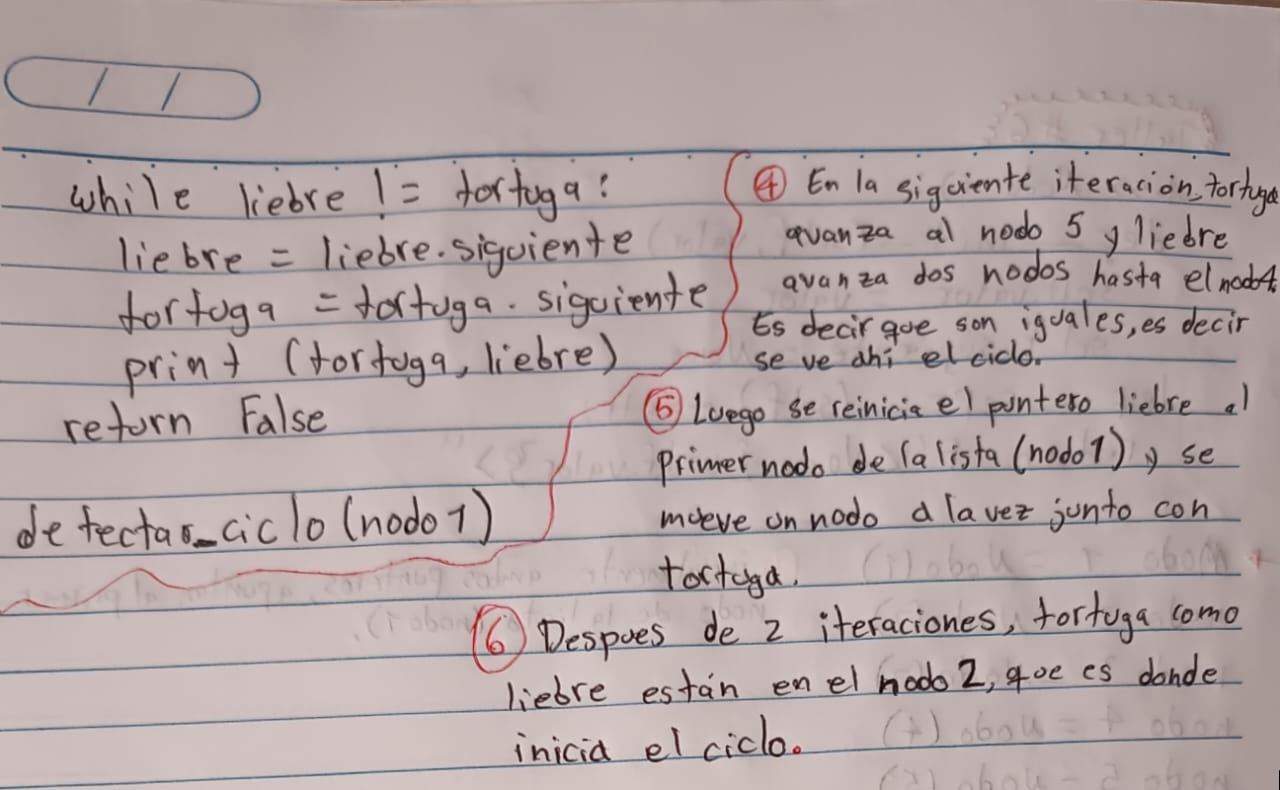 while liebre != tortuga:
liebre = liebre.siguiente
tortuga = tortuga.siguiente
print (tortuga, liebre)
return False
detectar_ciclo (nodo 1)
④ En la siguiente iteración, tortuga
avanza al nodo 5 y liebre
avanza dos nodos hasta el nodo 4.
Es decir que son iguales, es decir
se ve ahí el ciclo.
⑤ Luego se reinicia el puntero liebre al
primer nodo de la lista (nodo 1) y se
mueve un nodo a la vez junto con
tortuga.
⑥ Despues de 2 iteraciones, tortuga como
liebre están en el nodo 2, que es donde
inicia el ciclo.